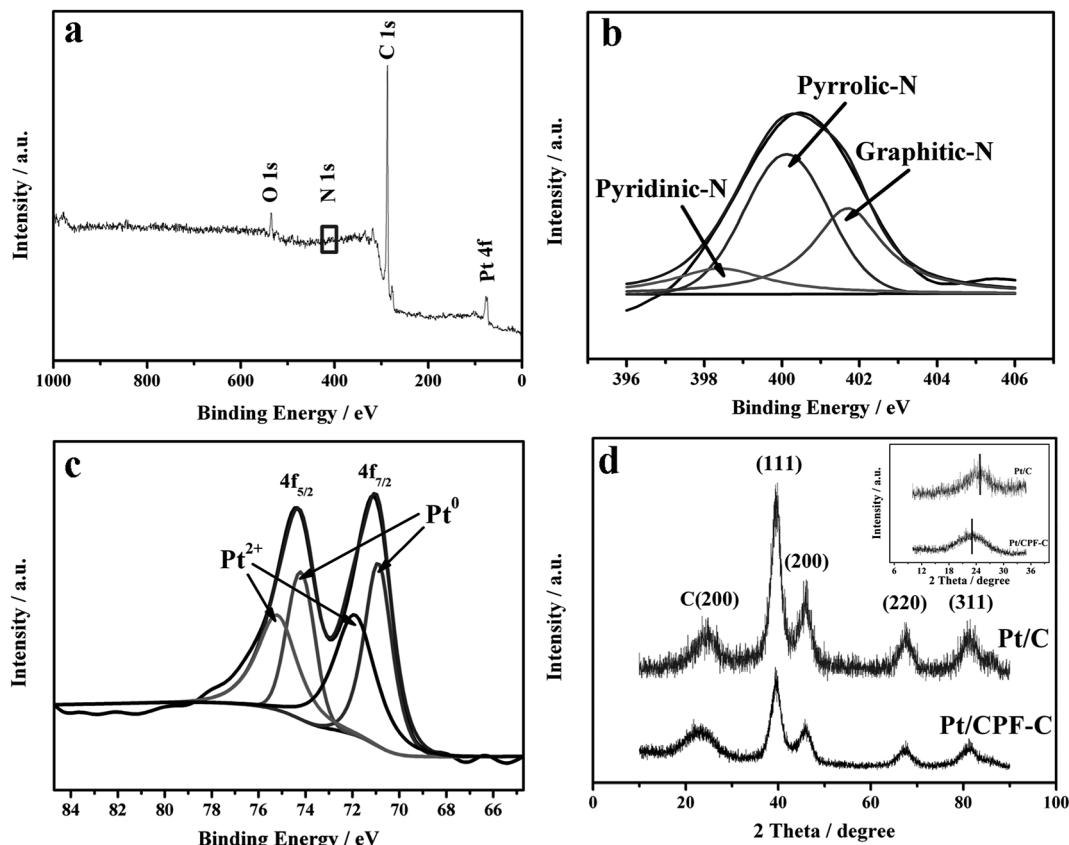 a
Intensity / a.u.
O 1s
N 1s
C 1s
Pt 4f
1000 800 600 400 200 0
Binding Energy / eV
b
Intensity / a.u.
Pyrrolic-N
Graphitic-N
Pyridinic-N
396 398 400 402 404 406
Binding Energy / eV
c
Intensity / a.u.
4f5/2
4f7/2
Pt0
Pt2+
84 82 80 78 76 74 72 70 68 66
Binding Energy / eV
d
Intensity / a.u.
(111)
(200)
C(200)
(220)
(311)
Pt/C
Pt/CPF-C
0 20 40 60 80 100
2 Theta / degree
Intensity / a.u.
Pt/C
Pt/CPF-C
6 12 18 24 30 36
2 Theta / degree